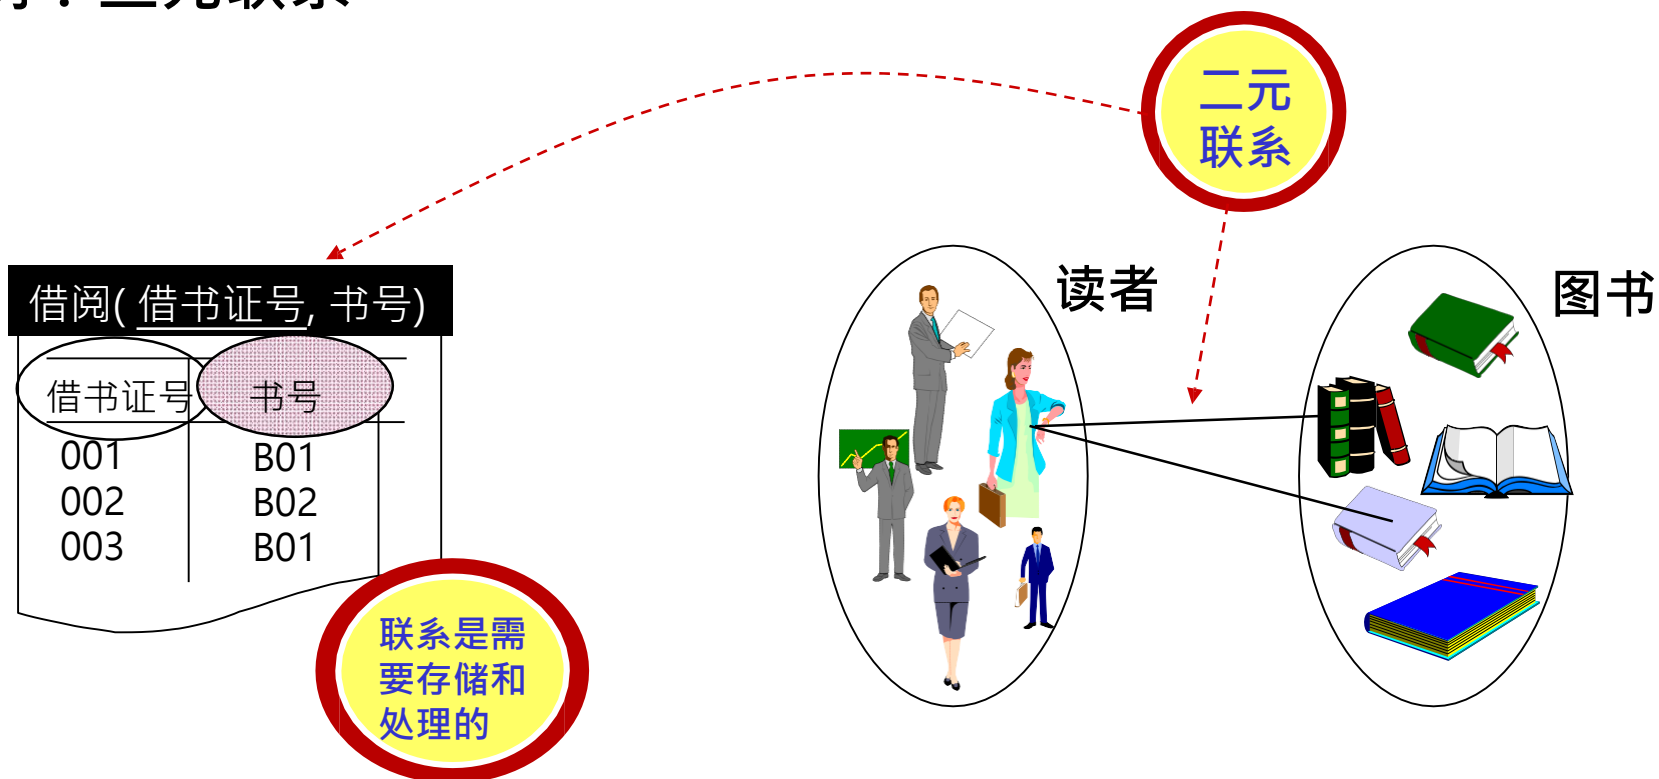 二元
联系
读者
图书
借阅( 借书证号, 书号)
借书证号 书号
001 B01
002 B02
003 B01
联系是需
要存储和
处理的